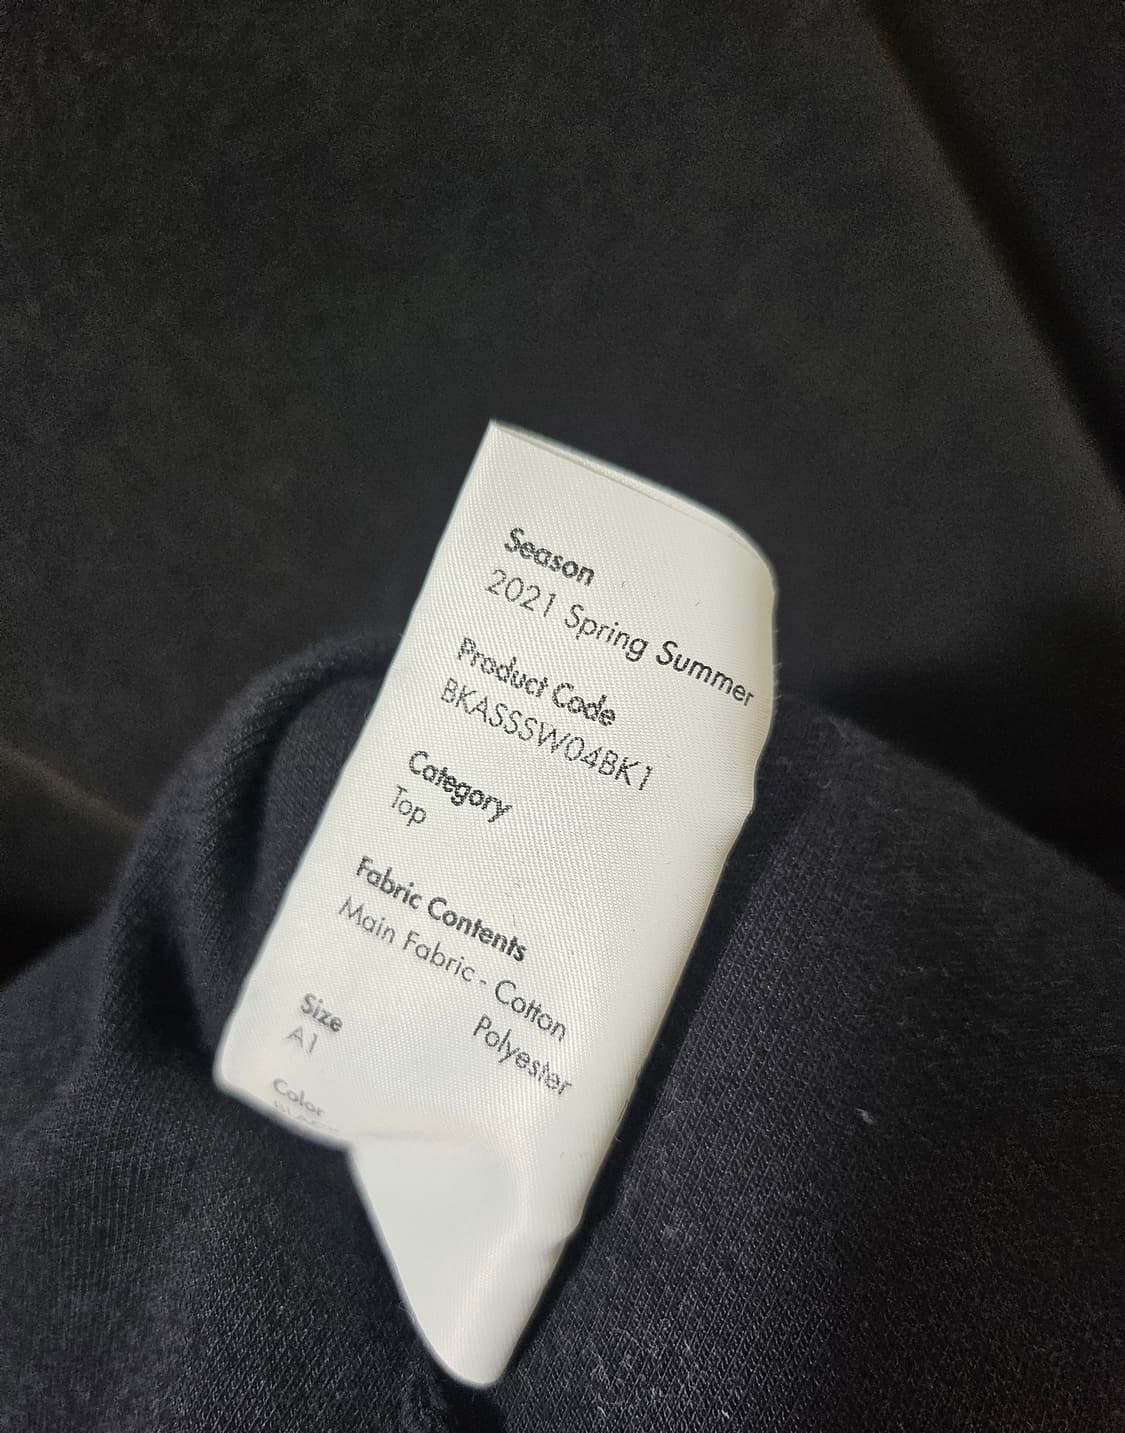 Season
2021 Spring Summer
Product Code
BKASSSW04BK1
Category
Top
Fabric Contents
Main Fabric - Cotton
Polyester
Size
A1
Color